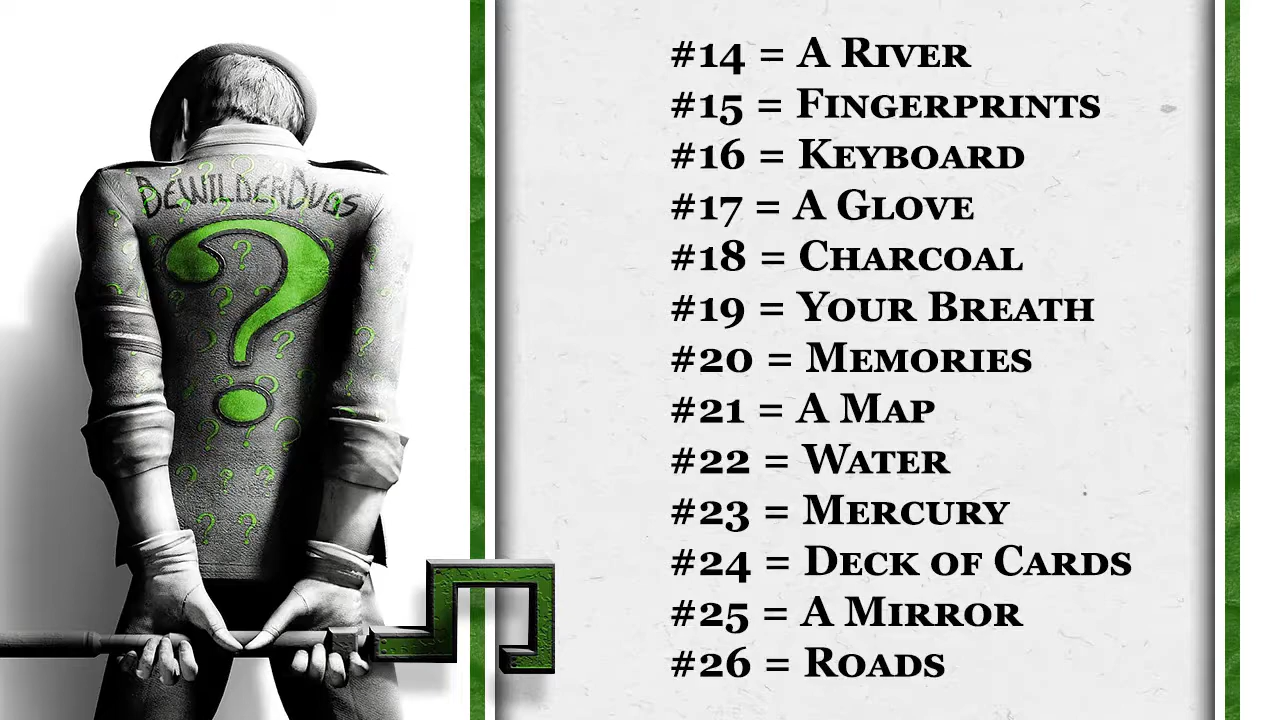 BewilderBugs
?
#14 = A River
#15 = Fingerprints
#16 = Keyboard
#17 = A Glove
#18 = Charcoal
#19 = Your Breath
#20 = Memories
#21 = A Map
#22 = Water
#23 = Mercury
#24 = Deck of Cards
#25 = A Mirror
#26 = Roads